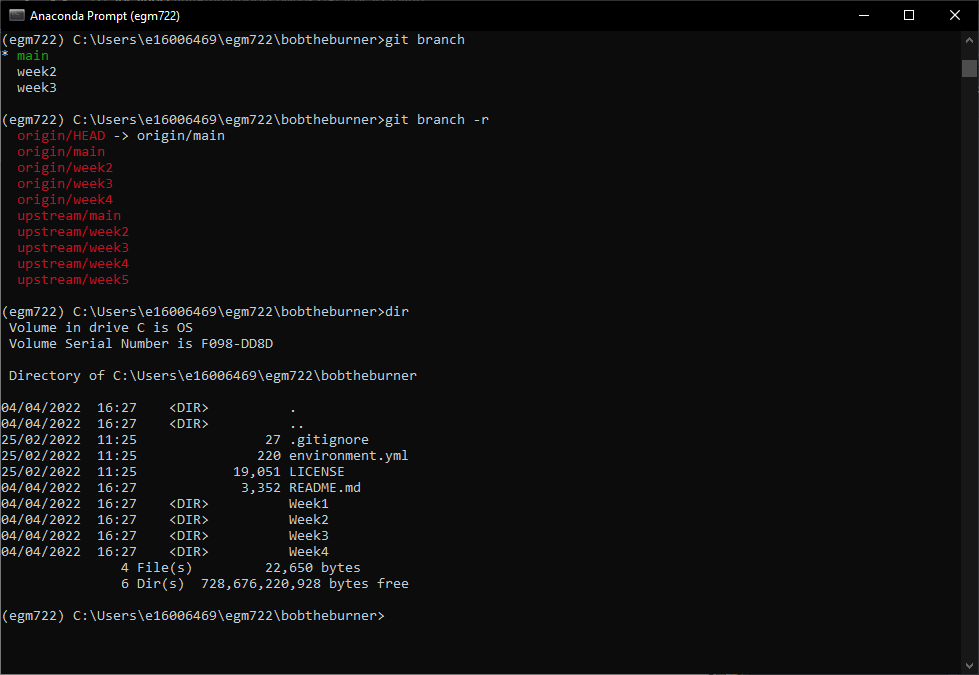 Anaconda Prompt (egm722)
(egm722) C:\Users\e16006469\egm722\bobtheburner>git branch
* main
  week2
  week3

(egm722) C:\Users\e16006469\egm722\bobtheburner>git branch -r
  origin/HEAD -> origin/main
  origin/main
  origin/week2
  origin/week3
  origin/week4
  upstream/main
  upstream/week2
  upstream/week3
  upstream/week4
  upstream/week5

(egm722) C:\Users\e16006469\egm722\bobtheburner>dir
 Volume in drive C is OS
 Volume Serial Number is F098-DD8D

 Directory of C:\Users\e16006469\egm722\bobtheburner

04/04/2022  16:27    <DIR>          .
04/04/2022  16:27    <DIR>          ..
25/02/2022  11:25                27 .gitignore
25/02/2022  11:25               220 environment.yml
25/02/2022  11:25            19,051 LICENSE
04/04/2022  16:27             3,352 README.md
04/04/2022  16:27    <DIR>          Week1
04/04/2022  16:27    <DIR>          Week2
04/04/2022  16:27    <DIR>          Week3
04/04/2022  16:27    <DIR>          Week4
               4 File(s)         22,650 bytes
               6 Dir(s)  728,676,220,928 bytes free

(egm722) C:\Users\e16006469\egm722\bobtheburner>